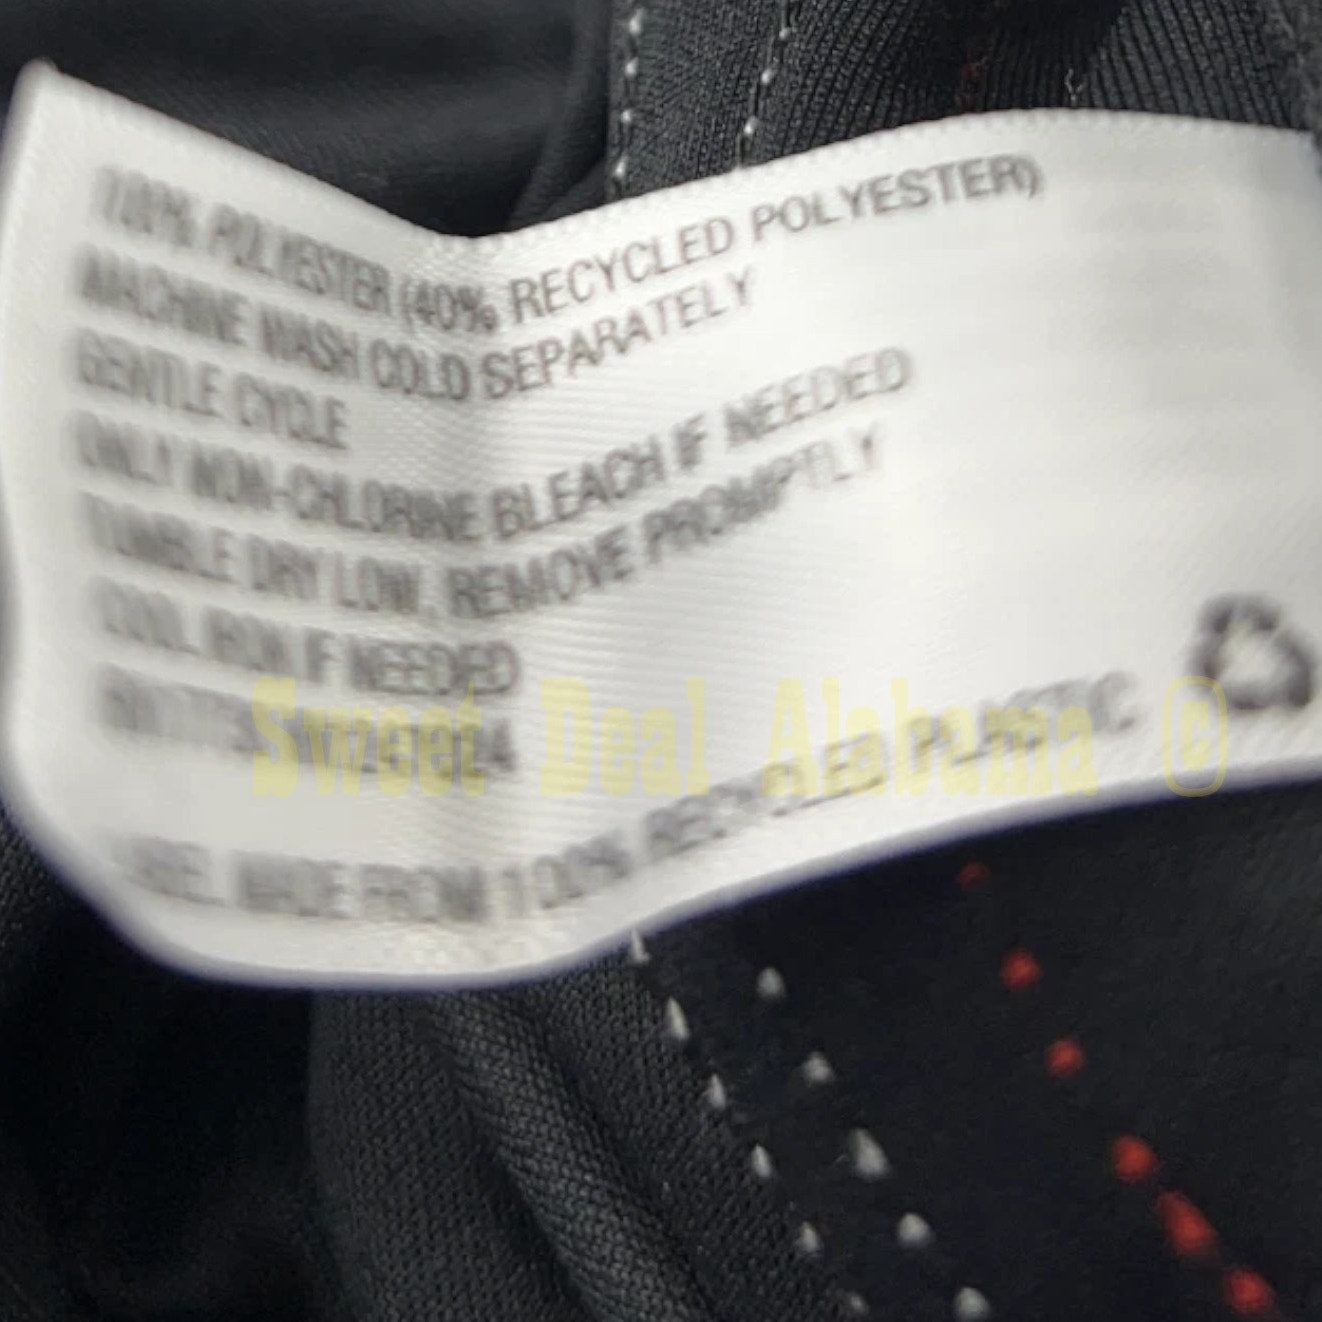 100% POLYESTER (40% RECYCLED POLYESTER)
MACHINE WASH COLD SEPARATELY
GENTLE CYCLE
ONLY NON-CHLORINE BLEACH IF NEEDED
TUMBLE DRY LOW, REMOVE PROMPTLY
COOL IRON IF NEEDED
MADE FROM 100% RECYCLED PLASTIC
Sweet Deal Alabama ©